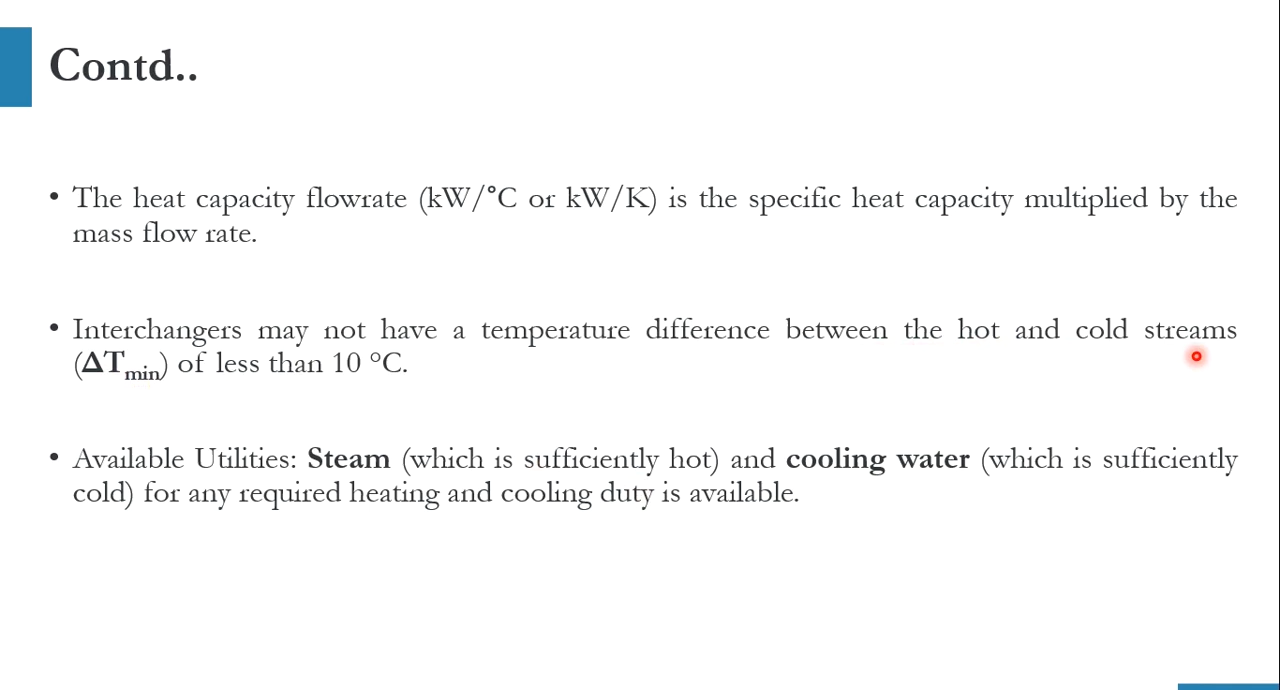 Contd..
• The heat capacity flowrate (kW/°C or kW/K) is the specific heat capacity multiplied by the
mass flow rate.
• Interchangers may not have a temperature difference between the hot and cold streams
(ΔTmin) of less than 10 °C.
• Available Utilities: Steam (which is sufficiently hot) and cooling water (which is sufficiently
cold) for any required heating and cooling duty is available.